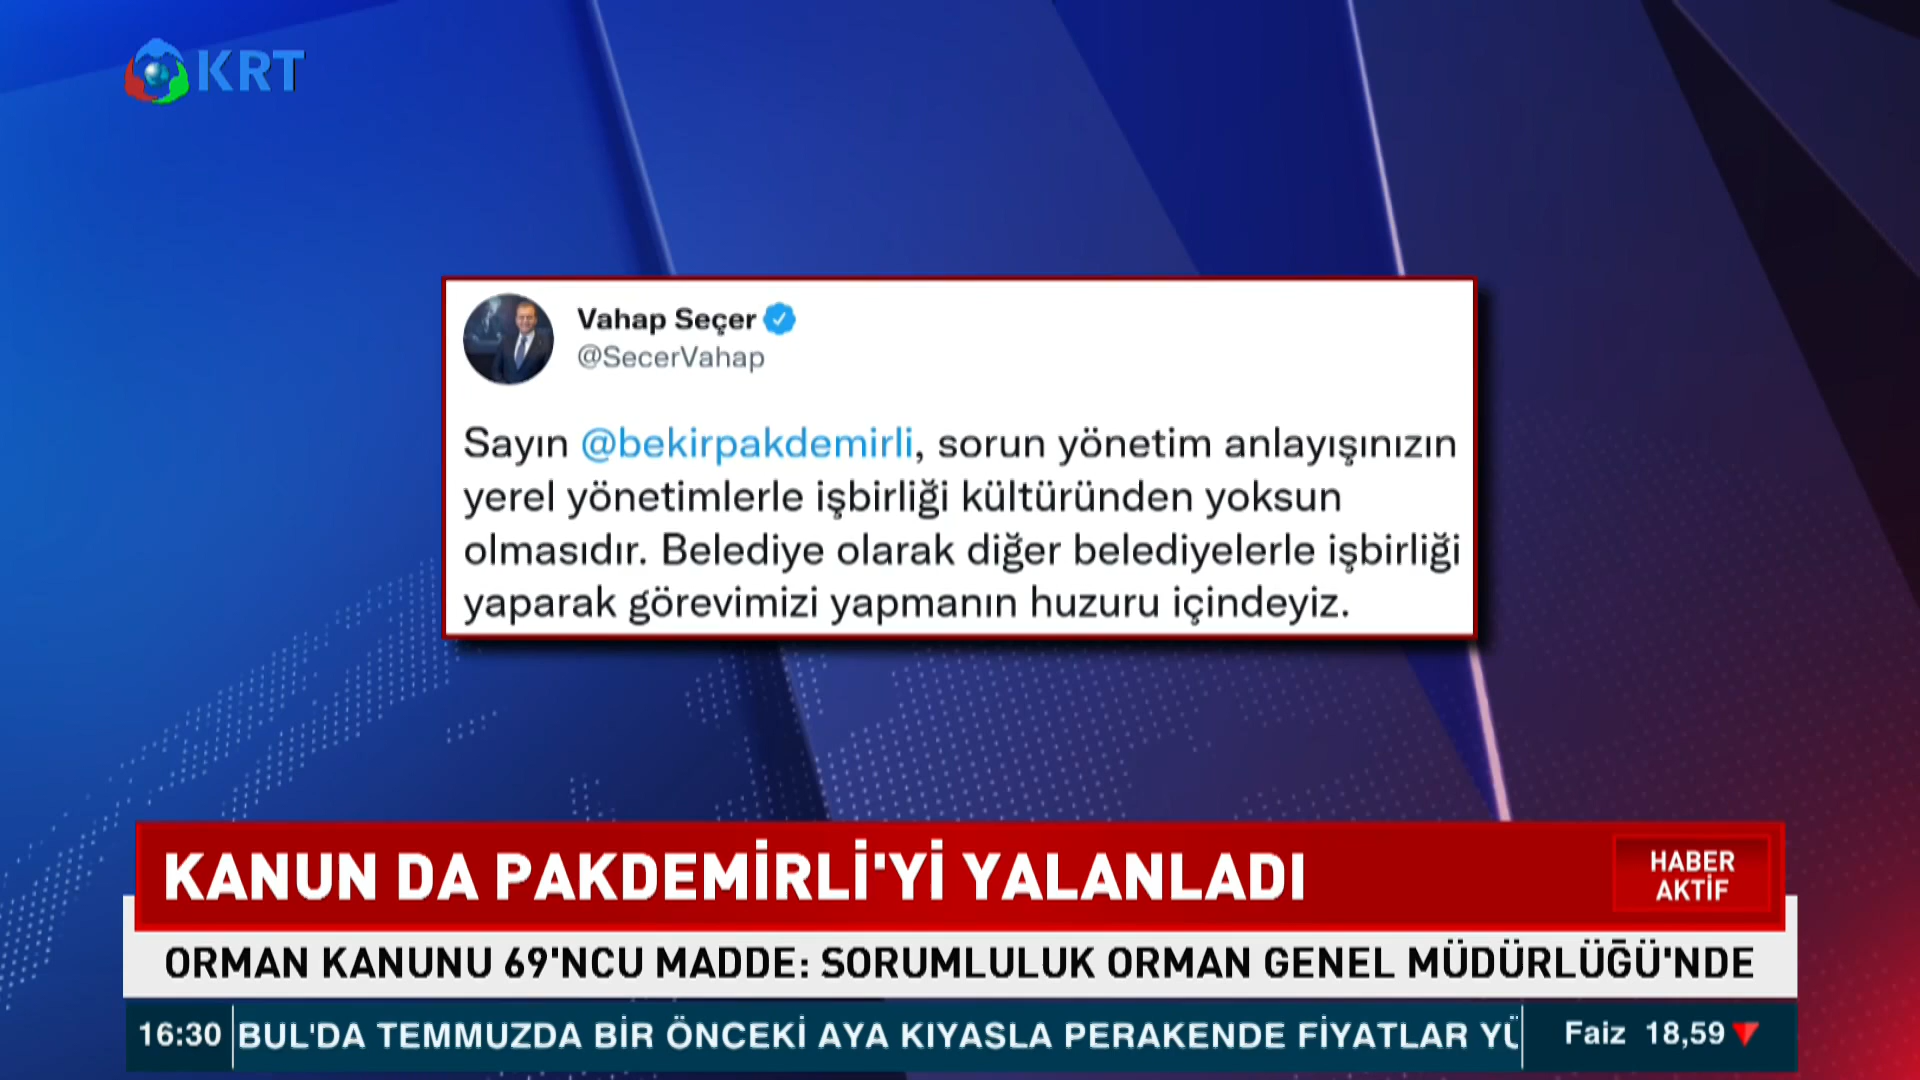 KRT
Vahap Seçer
@SecerVahap
Sayın @bekirpakdemirli, sorun yönetim anlayışınızın
yerel yönetimlerle işbirliği kültüründen yoksun
olmasıdır. Belediye olarak diğer belediyelerle işbirliği
yaparak görevimizi yapmanın huzuru içindeyiz.
KANUN DA PAKDEMİRLİ'Yİ YALANLADI
HABER
AKTİF
ORMAN KANUNU 69'NCU MADDE: SORUMLULUK ORMAN GENEL MÜDÜRLÜĞÜ'NDE
16:30 BUL'DA TEMMUZDA BİR ÖNCEKİ AYA KIYASLA PERAKENDE FİYATLAR YÜ Faiz 18,59